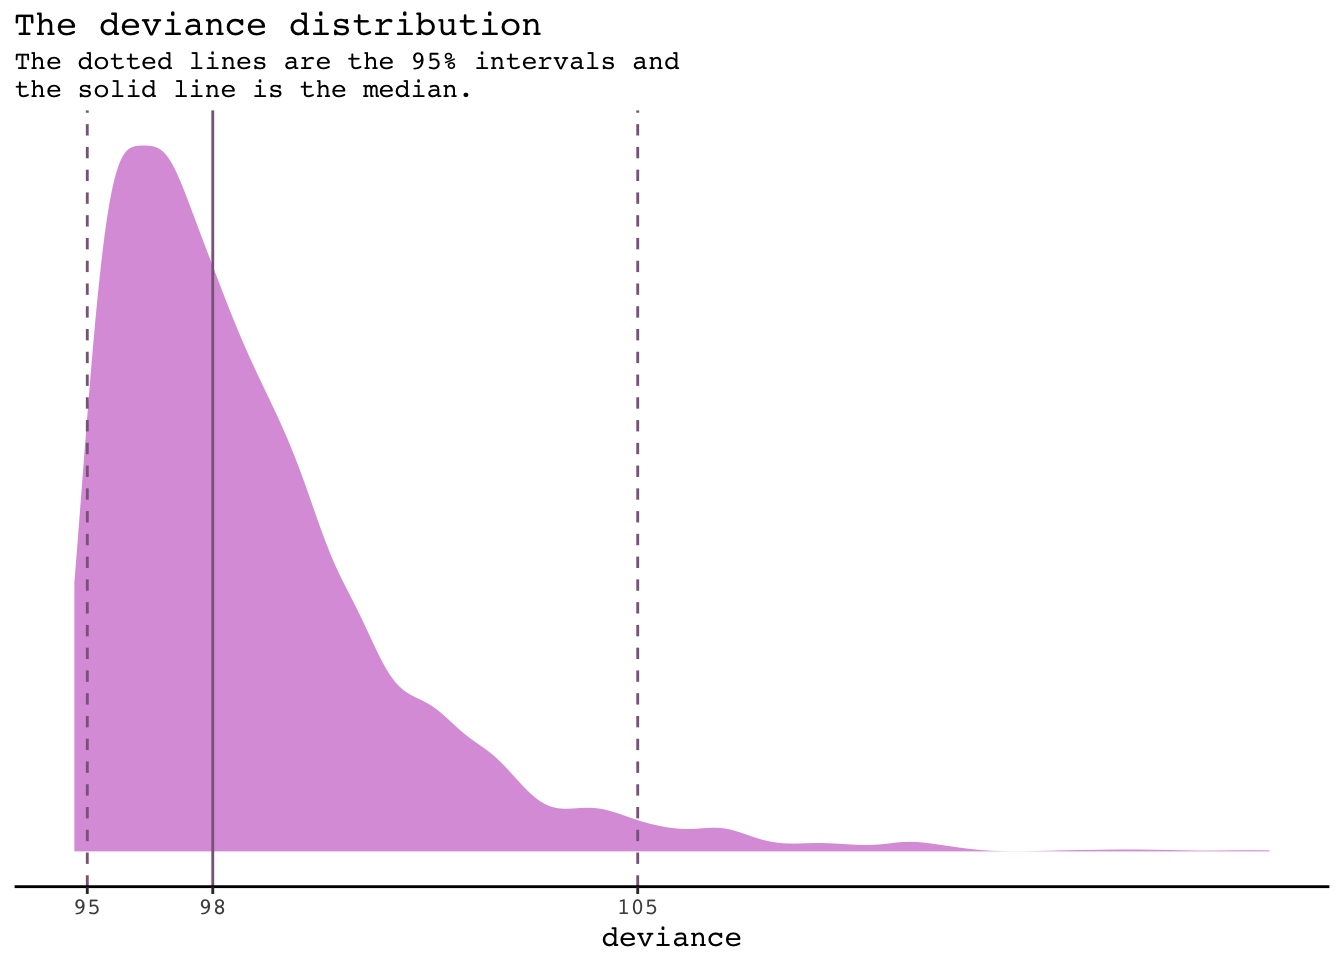 The deviance distribution
The dotted lines are the 95% intervals and
the solid line is the median.
95 98 105
deviance